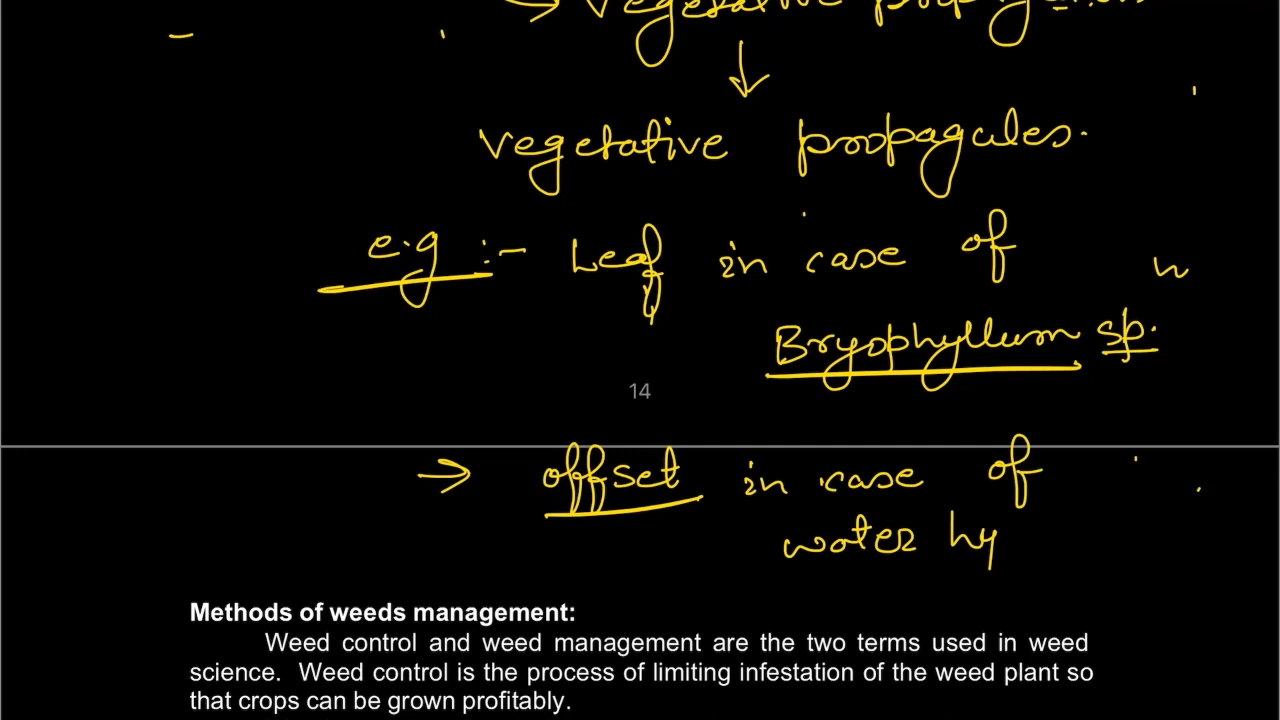 → Vegetative propagation
↓
vegetative propagules.
e.g :- Leaf in case of
Bryophyllum sp.
14
→ offset in case of
water hy
Methods of weeds management:
Weed control and weed management are the two terms used in weed
science. Weed control is the process of limiting infestation of the weed plant so
that crops can be grown profitably.